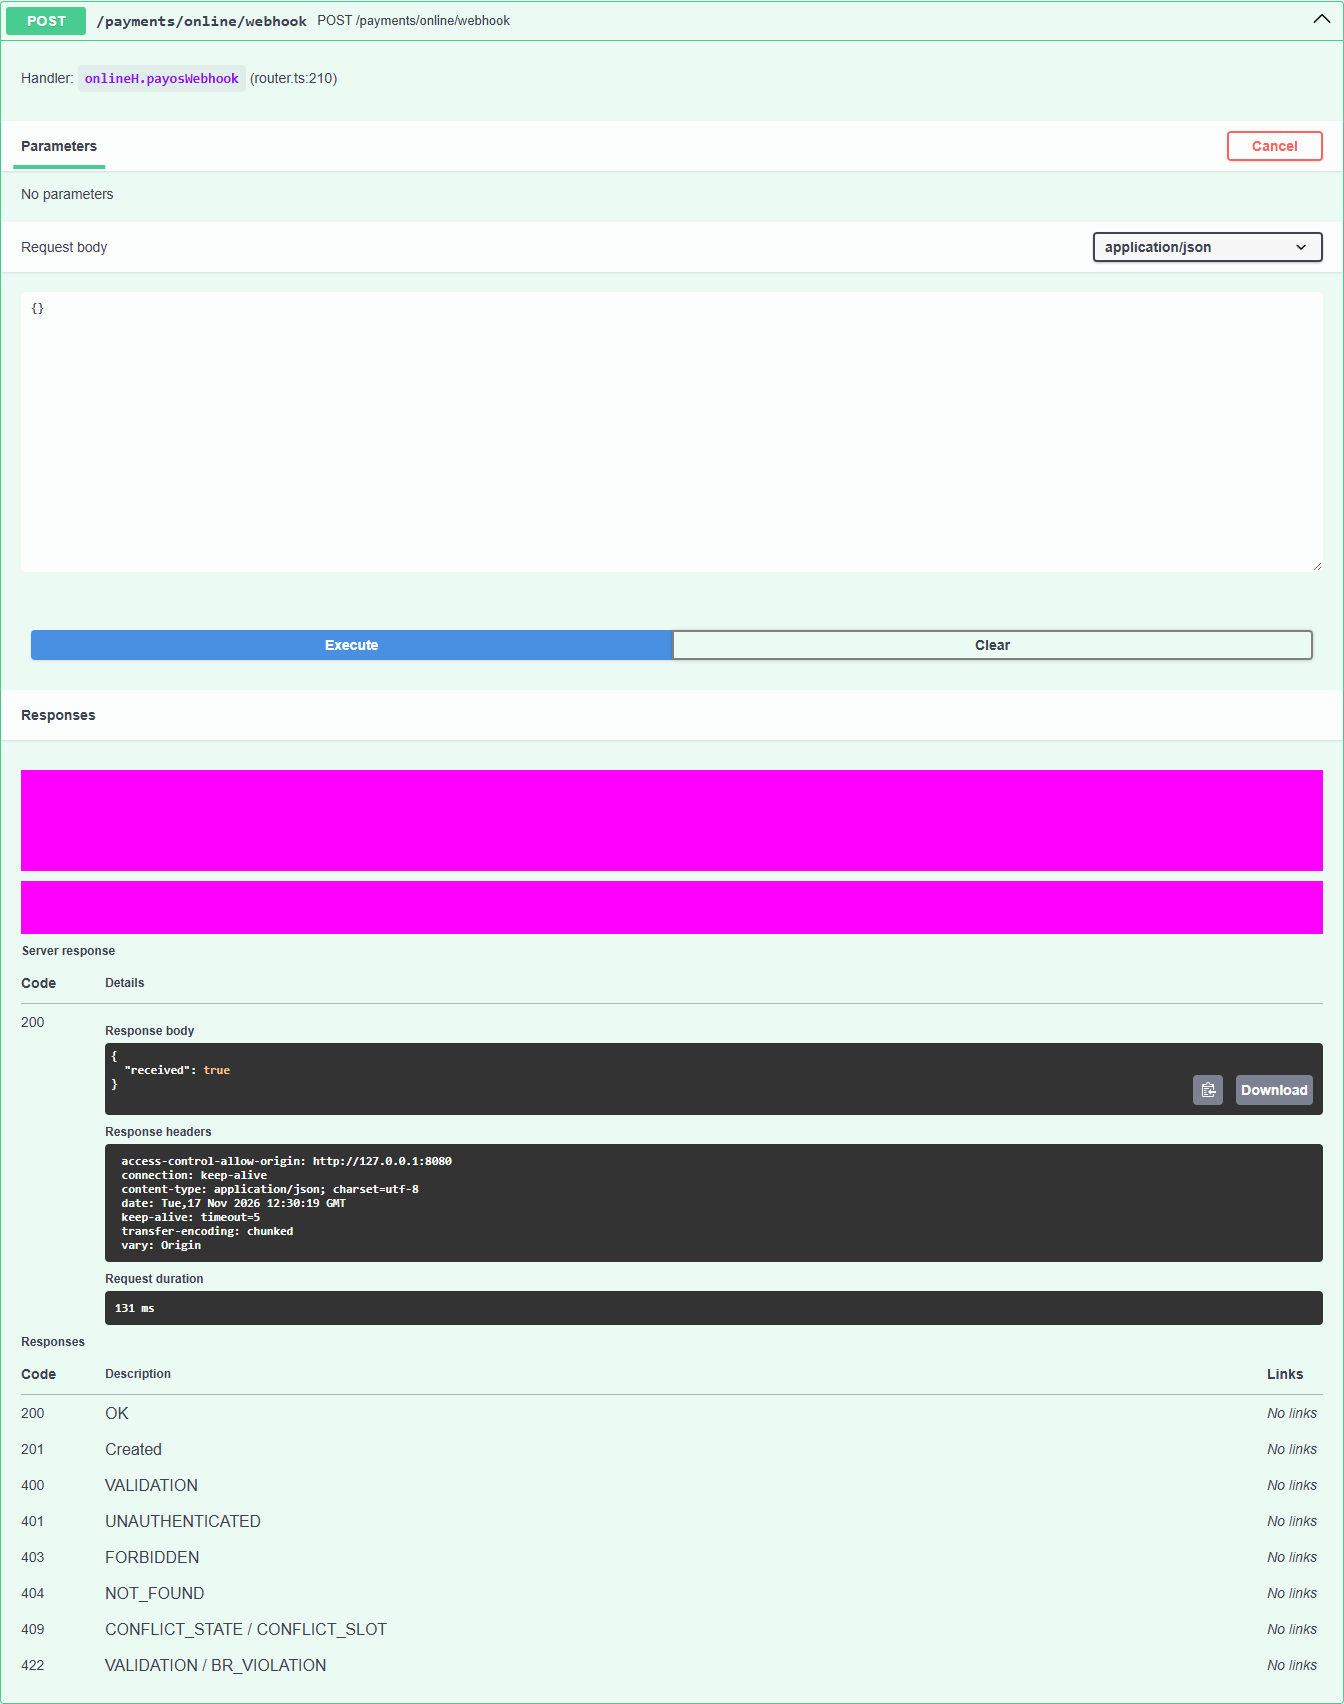 POST /payments/online/webhook POST /payments/online/webhook
Handler: onlineH.payosWebhook (router.ts:210)
Parameters Cancel
No parameters
Request body application/json
{}
Execute Clear
Responses
Server response
Code Details
200
Response body
{
"received": true
}
Download
Response headers
access-control-allow-origin: http://127.0.0.1:8080
connection: keep-alive
content-type: application/json; charset=utf-8
date: Tue,17 Nov 2026 12:30:19 GMT
keep-alive: timeout=5
transfer-encoding: chunked
vary: Origin
Request duration
131 ms
Responses
Code Description Links
200 OK No links
201 Created No links
400 VALIDATION No links
401 UNAUTHENTICATED No links
403 FORBIDDEN No links
404 NOT_FOUND No links
409 CONFLICT_STATE / CONFLICT_SLOT No links
422 VALIDATION / BR_VIOLATION No links